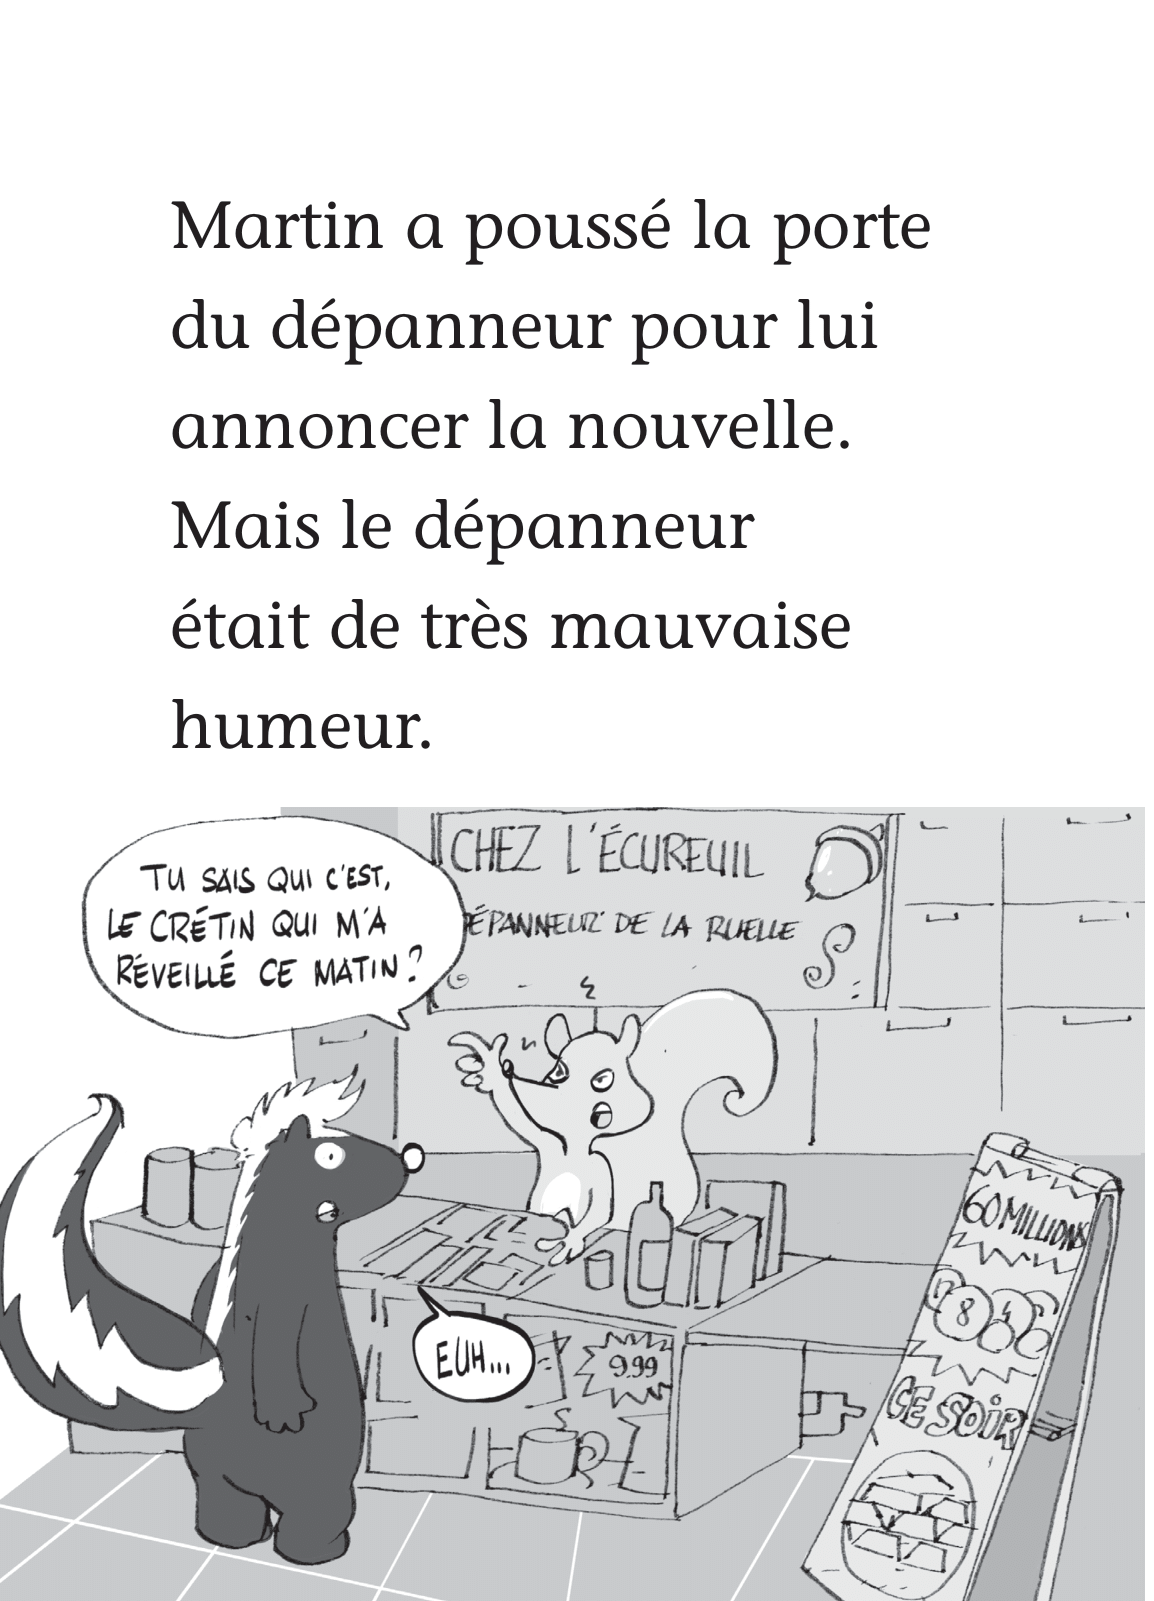 Martin a poussé la porte
du dépanneur pour lui
annoncer la nouvelle.
Mais le dépanneur
était de très mauvaise
humeur.
TU SAIS QUI C'EST,
LE CRÉTIN QUI M'A
RÉVEILLÉ CE MATIN ?
CHEZ L'ÉCUREUIL
DÉPANNEUR DE LA RUELLE
EUH...
9.99
60 MILLIONS
8
CE SOIR